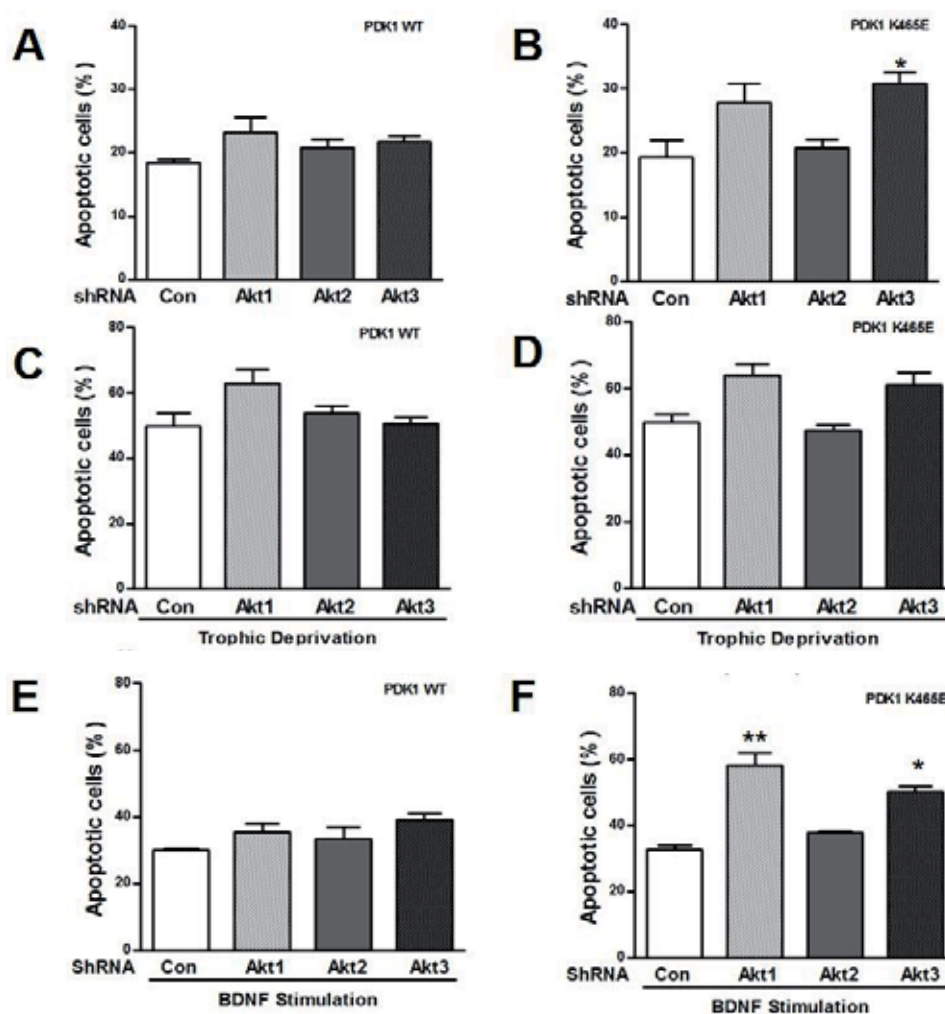 A
PDK1 WT
Apoptotic cells (%)
40
30
20
10
0
shRNA Con Akt1 Akt2 Akt3
B
PDK1 K465E
Apoptotic cells (%)
40
30
20
10
0
*
shRNA Con Akt1 Akt2 Akt3
C
PDK1 WT
Apoptotic cells (%)
80
60
40
20
0
shRNA Con Akt1 Akt2 Akt3
Trophic Deprivation
D
PDK1 K465E
Apoptotic cells (%)
80
60
40
20
0
shRNA Con Akt1 Akt2 Akt3
Trophic Deprivation
E
PDK1 WT
Apoptotic cells (%)
80
60
40
20
0
ShRNA Con Akt1 Akt2 Akt3
BDNF Stimulation
F
PDK1 K465E
Apoptotic cells (%)
80
60
40
20
0
**
*
ShRNA Con Akt1 Akt2 Akt3
BDNF Stimulation